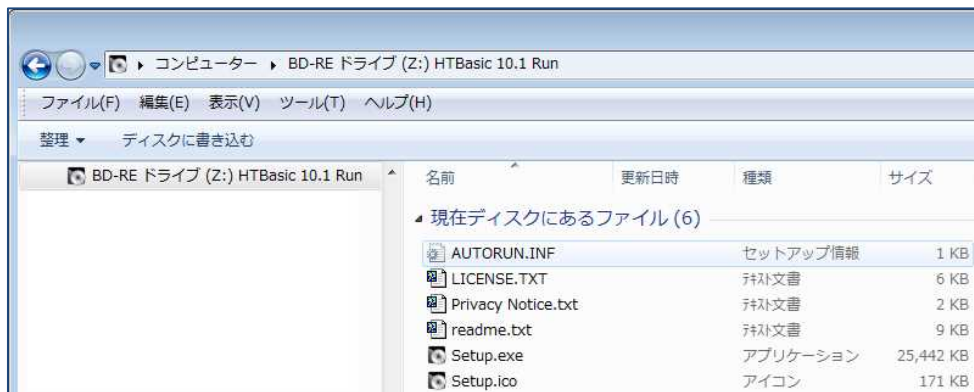 コンピューター ▸ BD-RE ドライブ (Z:) HTBasic 10.1 Run
ファイル(F) 編集(E) 表示(V) ツール(T) ヘルプ(H)
整理 ▼ ディスクに書き込む
BD-RE ドライブ (Z:) HTBasic 10.1 Run
名前 更新日時 種類 サイズ
現在ディスクにあるファイル (6)
AUTORUN.INF セットアップ情報 1 KB
LICENSE.TXT ﾃｷｽﾄ文書 6 KB
Privacy Notice.txt ﾃｷｽﾄ文書 2 KB
readme.txt ﾃｷｽﾄ文書 9 KB
Setup.exe アプリケーション 25,442 KB
Setup.ico アイコン 171 KB